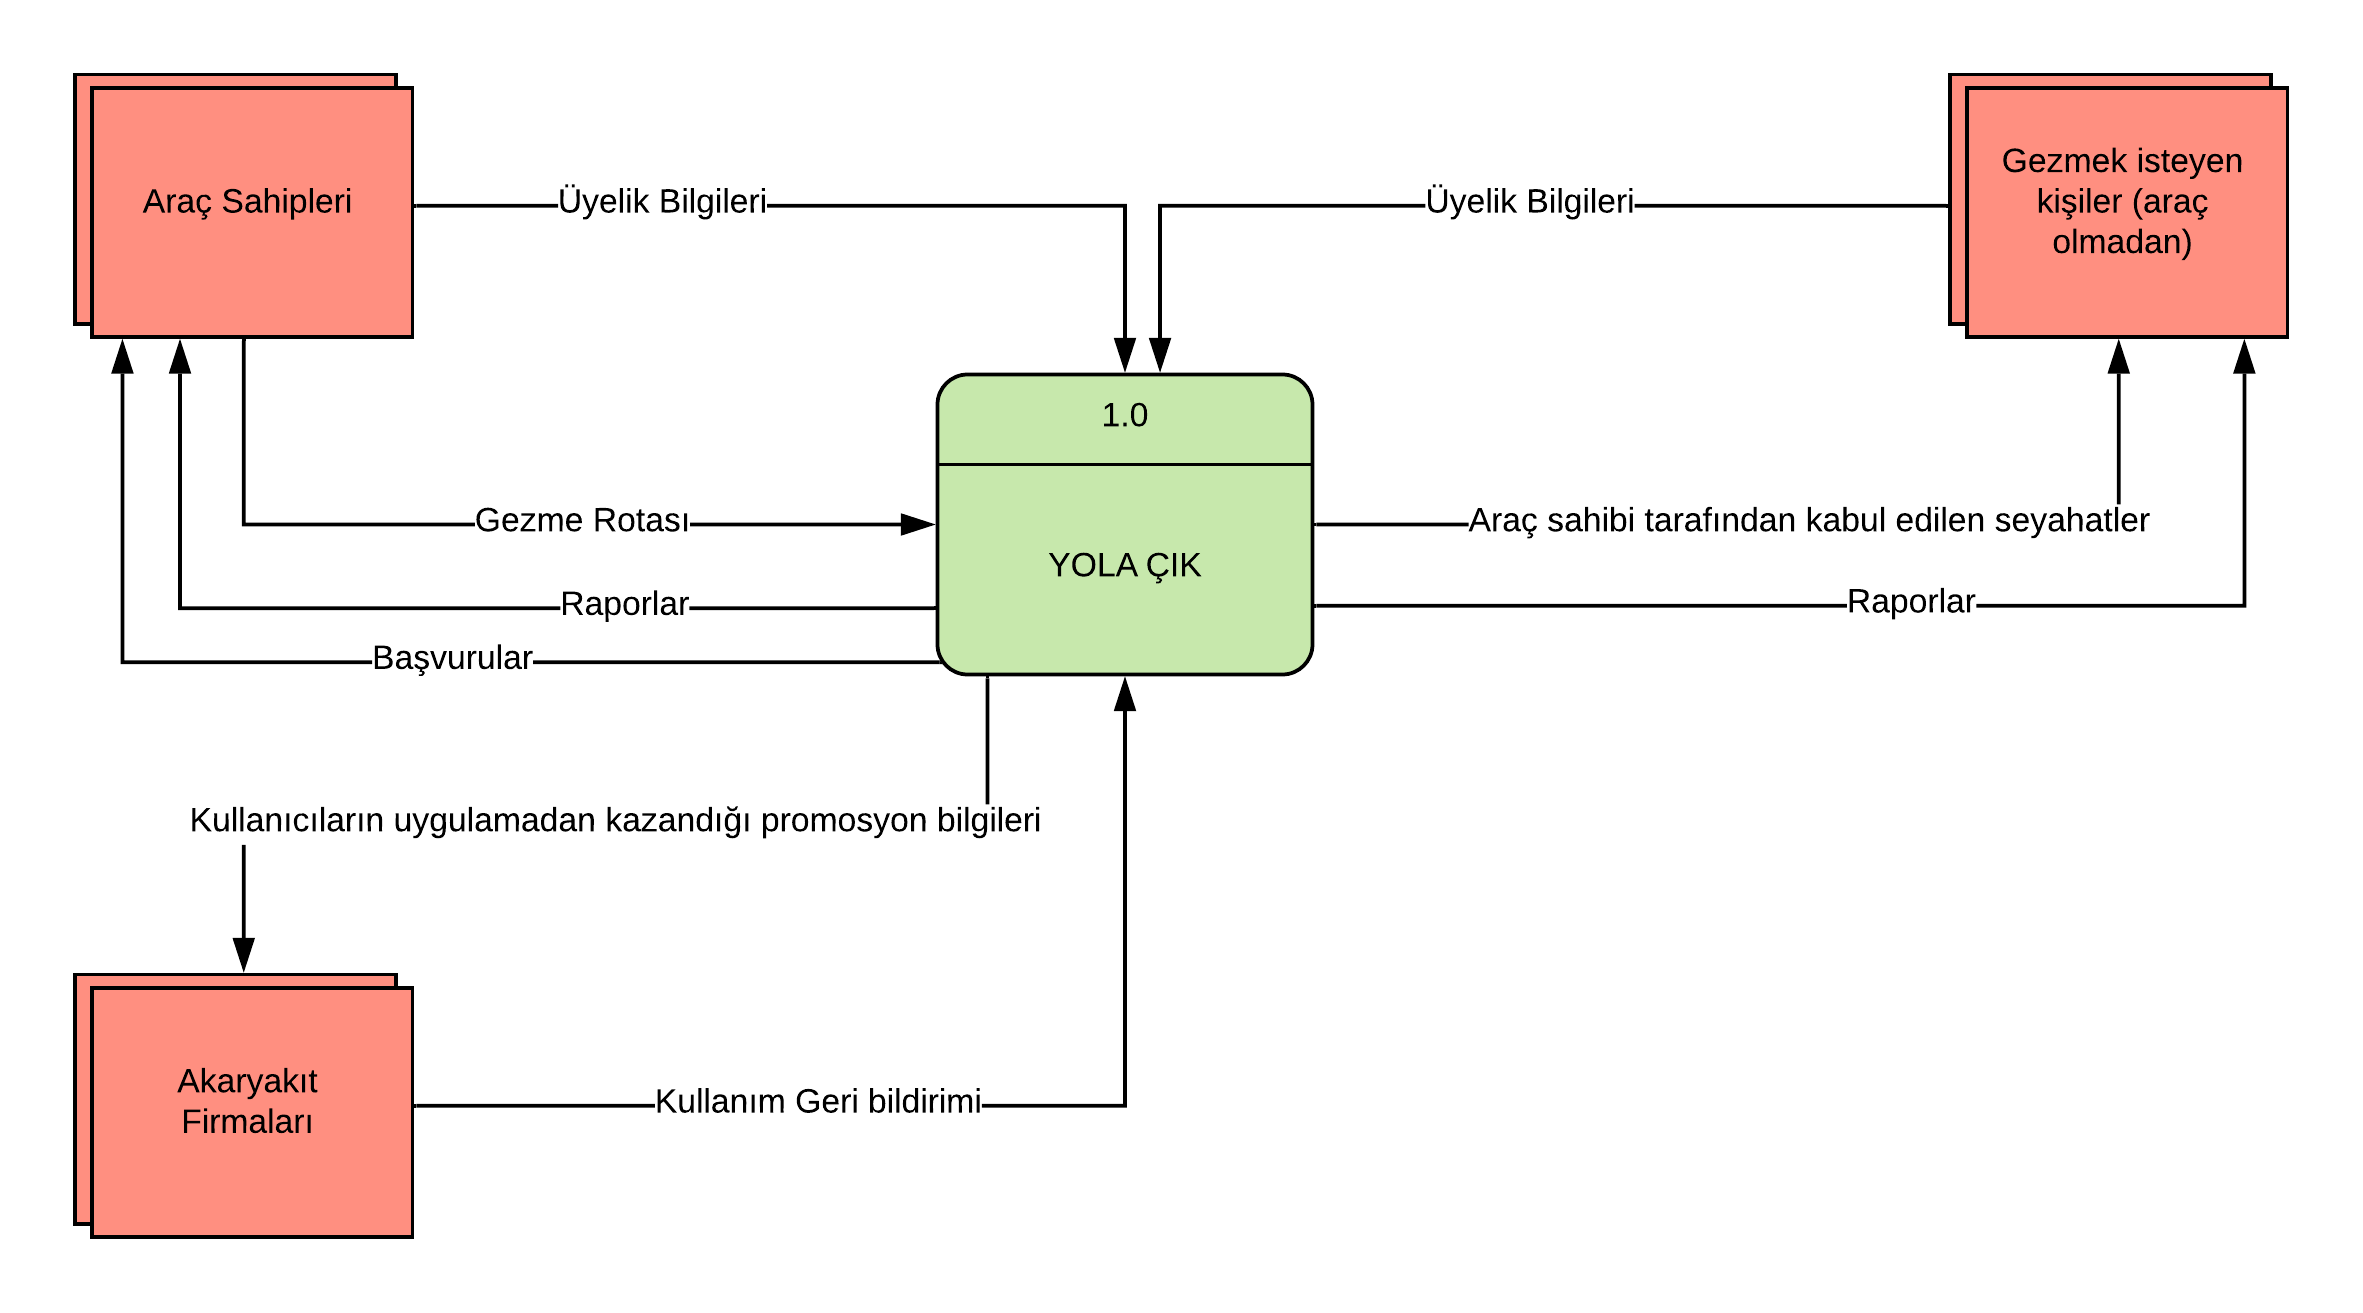 Araç Sahipleri
Üyelik Bilgileri
Üyelik Bilgileri
Gezmek isteyen
kişiler (araç
olmadan)
1.0
YOLA ÇIK
Gezme Rotası
Araç sahibi tarafından kabul edilen seyahatler
Raporlar
Raporlar
Başvurular
Kullanıcıların uygulamadan kazandığı promosyon bilgileri
Akaryakıt
Firmaları
Kullanım Geri bildirimi